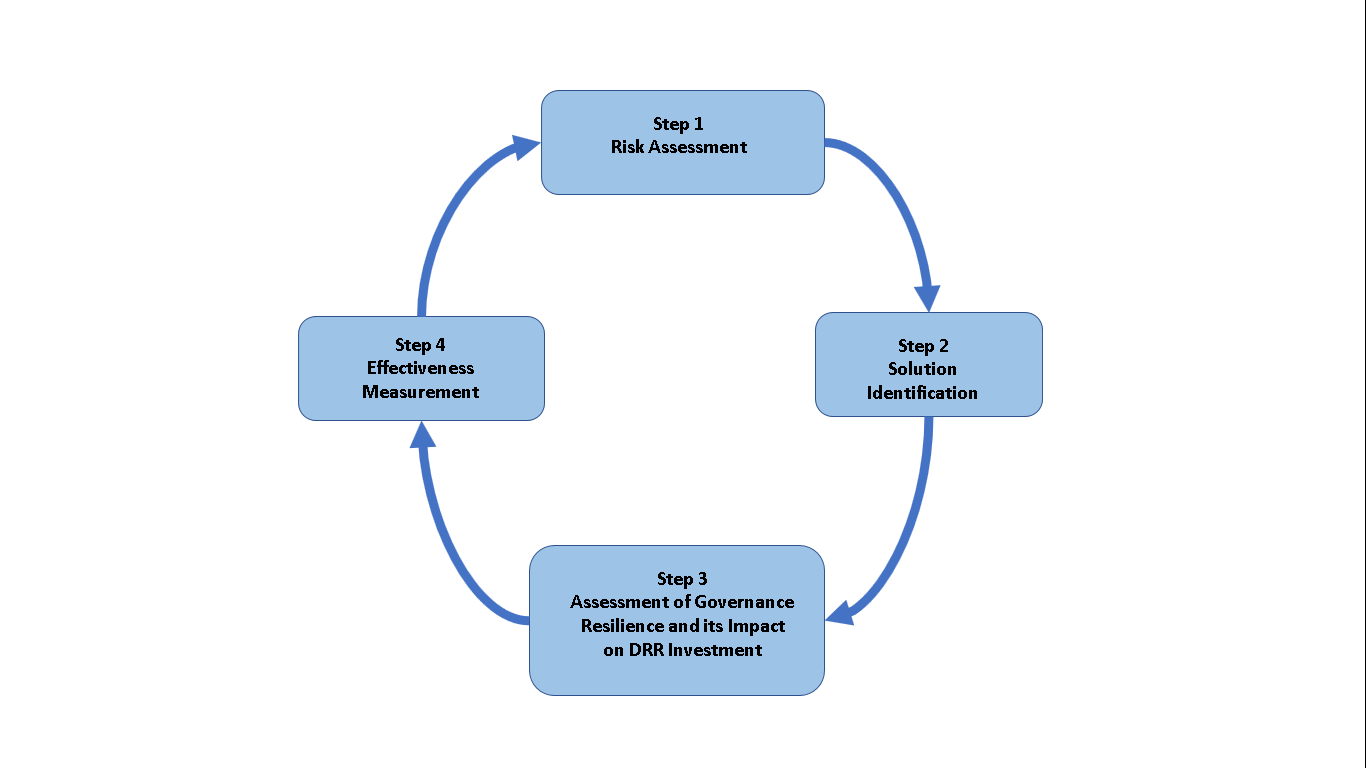 Step 1
Risk Assessment
Step 2
Solution
Identification
Step 3
Assessment of Governance
Resilience and its Impact
on DRR Investment
Step 4
Effectiveness
Measurement